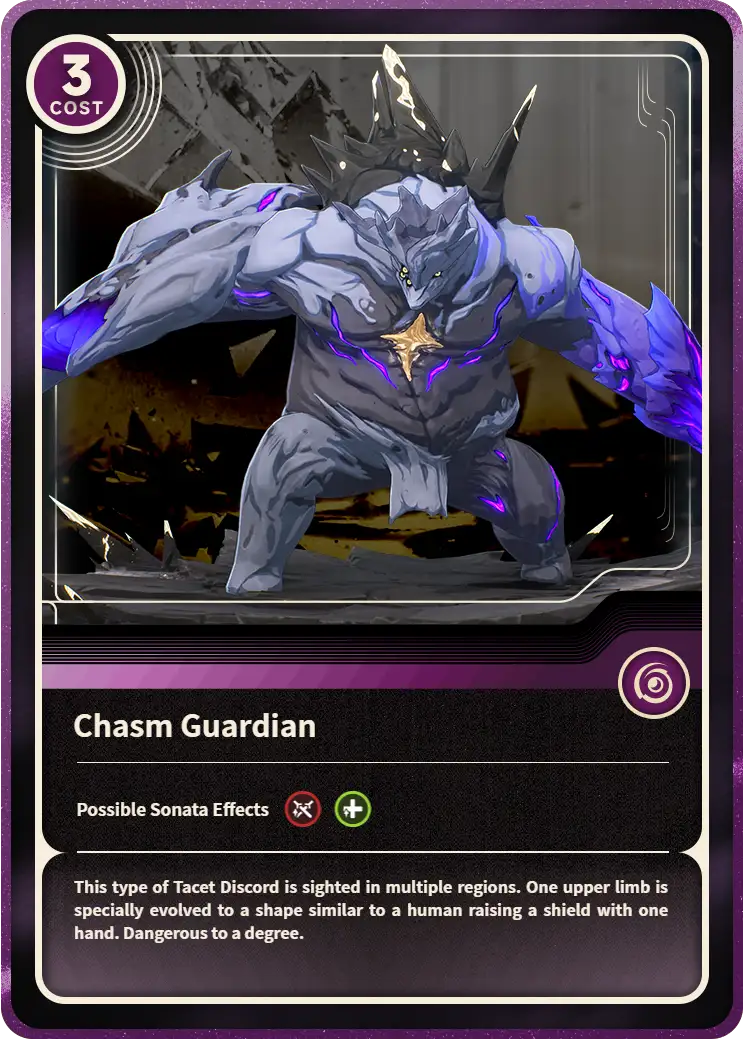 3
COST
Chasm Guardian
Possible Sonata Effects
This type of Tacet Discord is sighted in multiple regions. One upper limb is
specially evolved to a shape similar to a human raising a shield with one
hand. Dangerous to a degree.